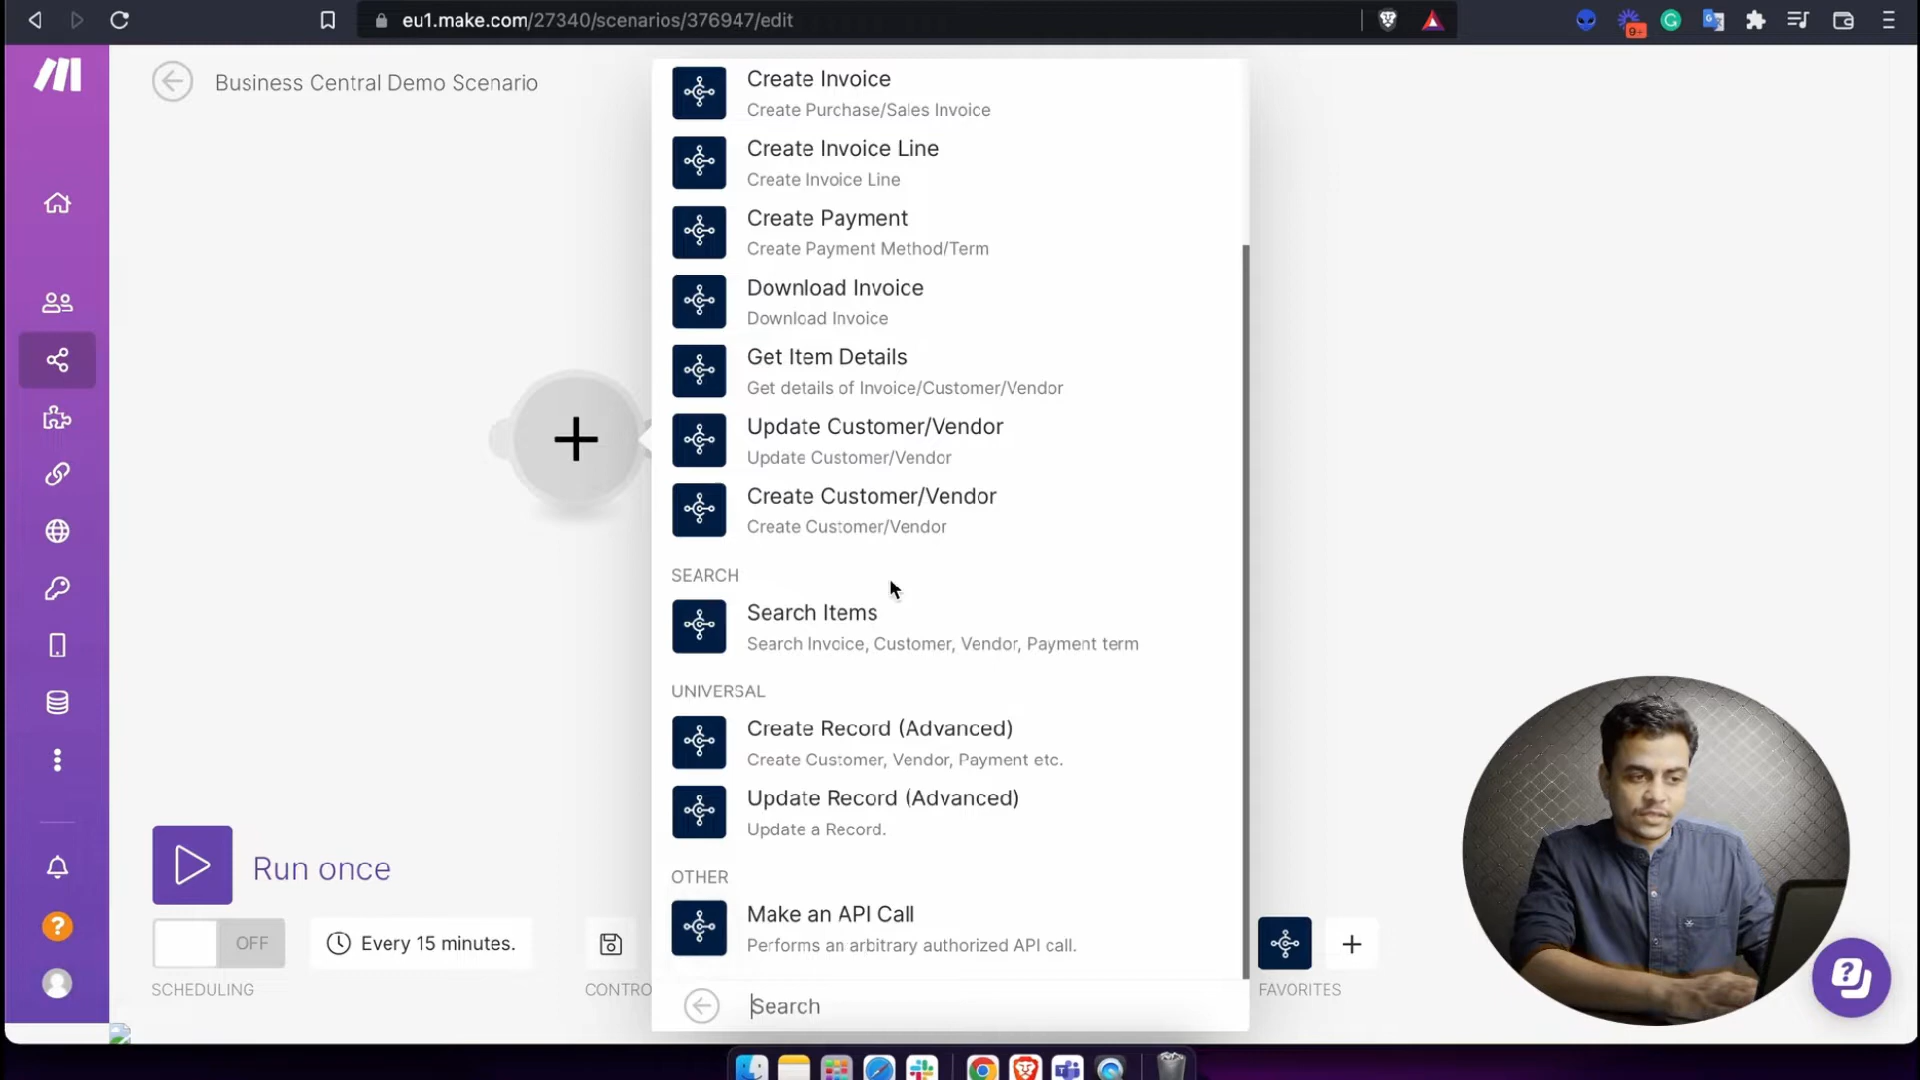 eu1.make.com/27340/scenarios/376947/edit
9+
Business Central Demo Scenario
Create Invoice
Create Purchase/Sales Invoice
Create Invoice Line
Create Invoice Line
Create Payment
Create Payment Method/Term
Download Invoice
Download Invoice
Get Item Details
Get details of Invoice/Customer/Vendor
Update Customer/Vendor
Update Customer/Vendor
Create Customer/Vendor
Create Customer/Vendor
SEARCH
Search Items
Search Invoice, Customer, Vendor, Payment term
UNIVERSAL
Create Record (Advanced)
Create Customer, Vendor, Payment etc.
Update Record (Advanced)
Update a Record.
OTHER
Make an API Call
Performs an arbitrary authorized API call.
Search
Run once
OFF
Every 15 minutes.
SCHEDULING
CONTRO
FAVORITES